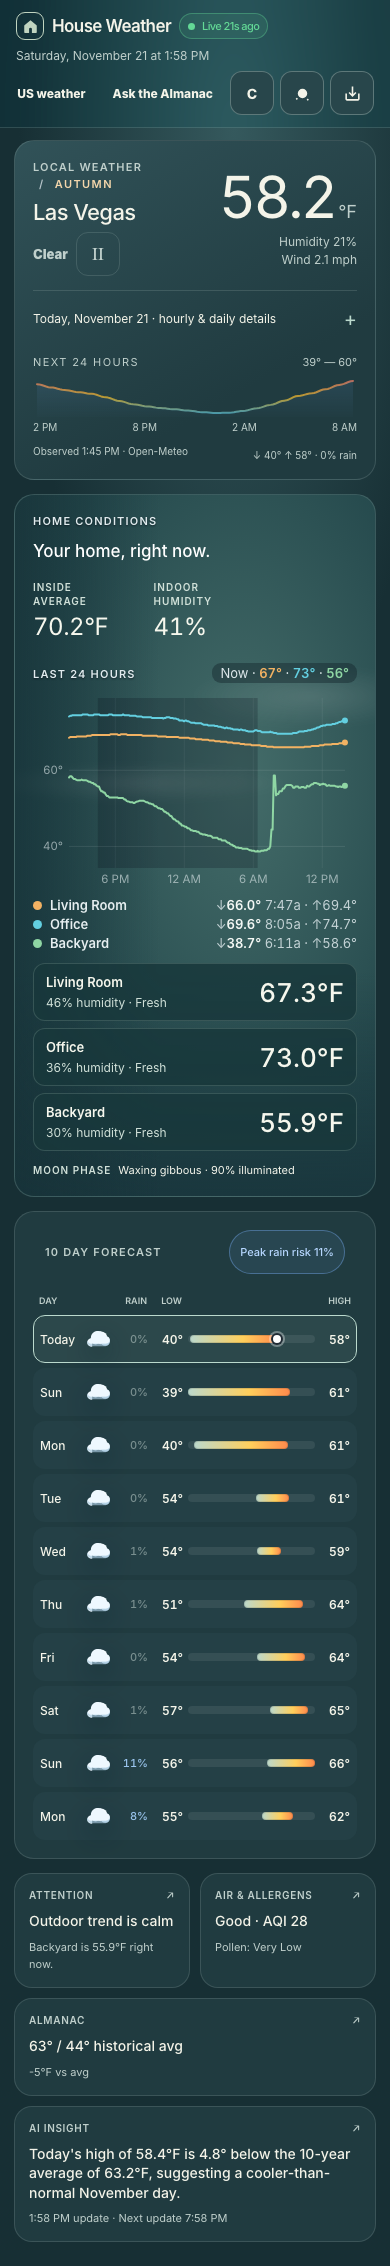 House Weather
Live 21s ago
Saturday, November 21 at 1:58 PM
US weather
Ask the Almanac
C
LOCAL WEATHER
/ AUTUMN
Las Vegas
Clear
II
58.2 °F
Humidity 21%
Wind 2.1 mph
Today, November 21 · hourly & daily details
+
NEXT 24 HOURS
39° — 60°
2 PM 8 PM 2 AM 8 AM
Observed 1:45 PM · Open-Meteo
↓ 40° ↑ 58° · 0% rain
HOME CONDITIONS
Your home, right now.
INSIDE
AVERAGE
70.2°F
INDOOR
HUMIDITY
41%
LAST 24 HOURS
Now · 67° · 73° · 56°
60°
40°
6 PM 12 AM 6 AM 12 PM
Living Room ↓66.0° 7:47a · ↑69.4°
Office ↓69.6° 8:05a · ↑74.7°
Backyard ↓38.7° 6:11a · ↑58.6°
Living Room
46% humidity · Fresh
67.3°F
Office
36% humidity · Fresh
73.0°F
Backyard
30% humidity · Fresh
55.9°F
MOON PHASE Waxing gibbous · 90% illuminated
10 DAY FORECAST
Peak rain risk 11%
DAY RAIN LOW HIGH
Today 0% 40° 58°
Sun 0% 39° 61°
Mon 0% 40° 61°
Tue 0% 54° 61°
Wed 1% 54° 59°
Thu 1% 51° 64°
Fri 0% 54° 64°
Sat 1% 57° 65°
Sun 11% 56° 66°
Mon 8% 55° 62°
ATTENTION ↗
Outdoor trend is calm
Backyard is 55.9°F right
now.
AIR & ALLERGENS ↗
Good · AQI 28
Pollen: Very Low
ALMANAC ↗
63° / 44° historical avg
-5°F vs avg
AI INSIGHT ↗
Today's high of 58.4°F is 4.8° below the 10-year
average of 63.2°F, suggesting a cooler-than-
normal November day.
1:58 PM update · Next update 7:58 PM